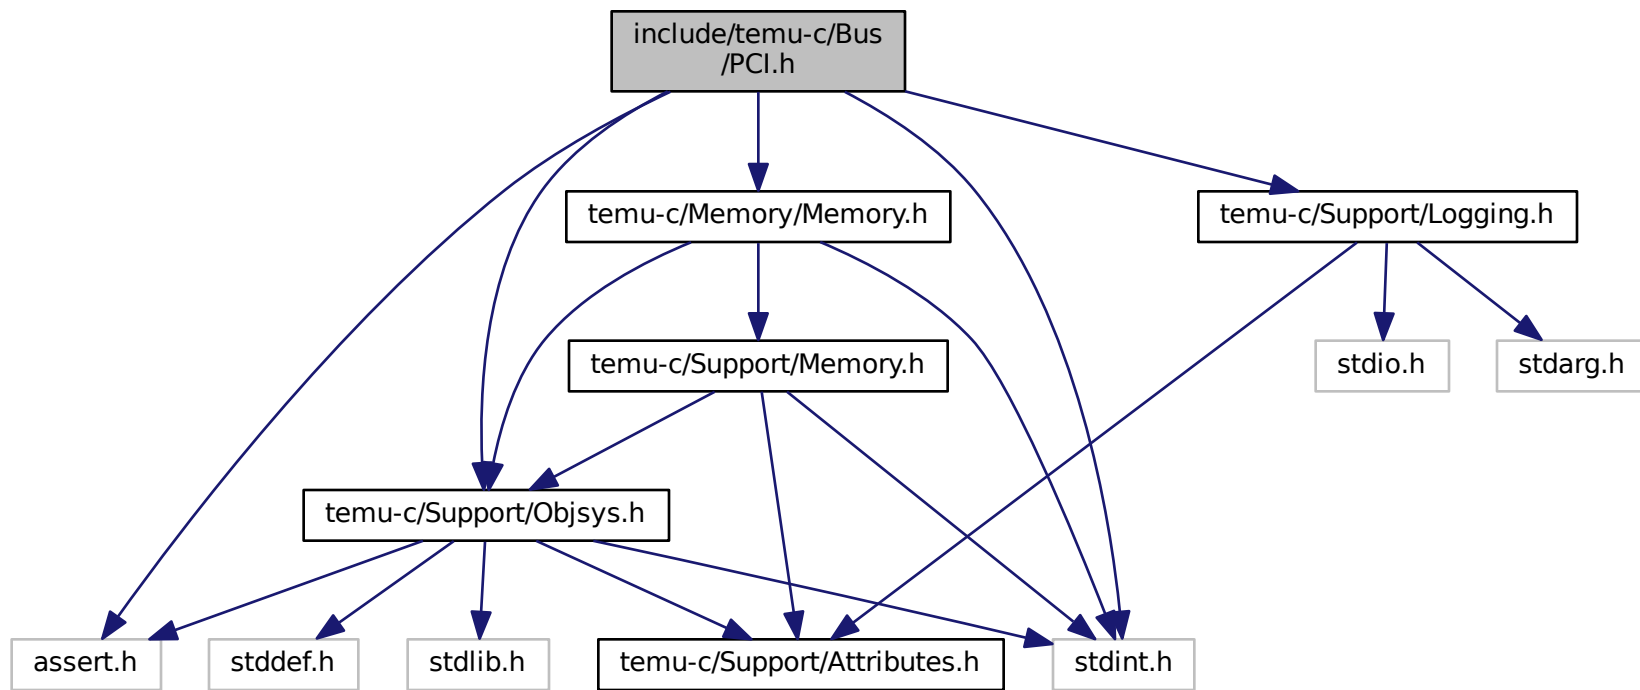 include/temu-c/Bus
/PCI.h
temu-c/Memory/Memory.h
temu-c/Support/Logging.h
temu-c/Support/Memory.h
stdio.h
stdarg.h
temu-c/Support/Objsys.h
assert.h
stddef.h
stdlib.h
temu-c/Support/Attributes.h
stdint.h